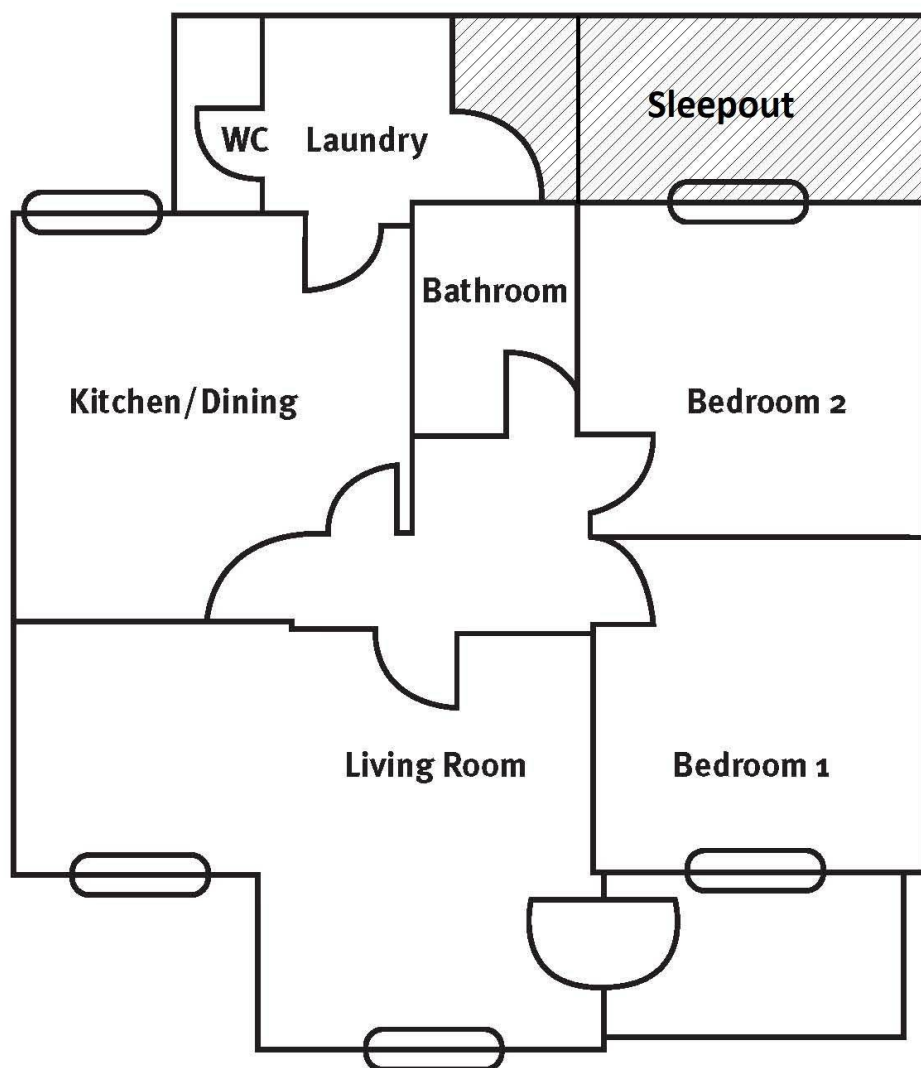 Sleepout
WC
Laundry
Bathroom
Kitchen/Dining
Bedroom 2
Living Room
Bedroom 1